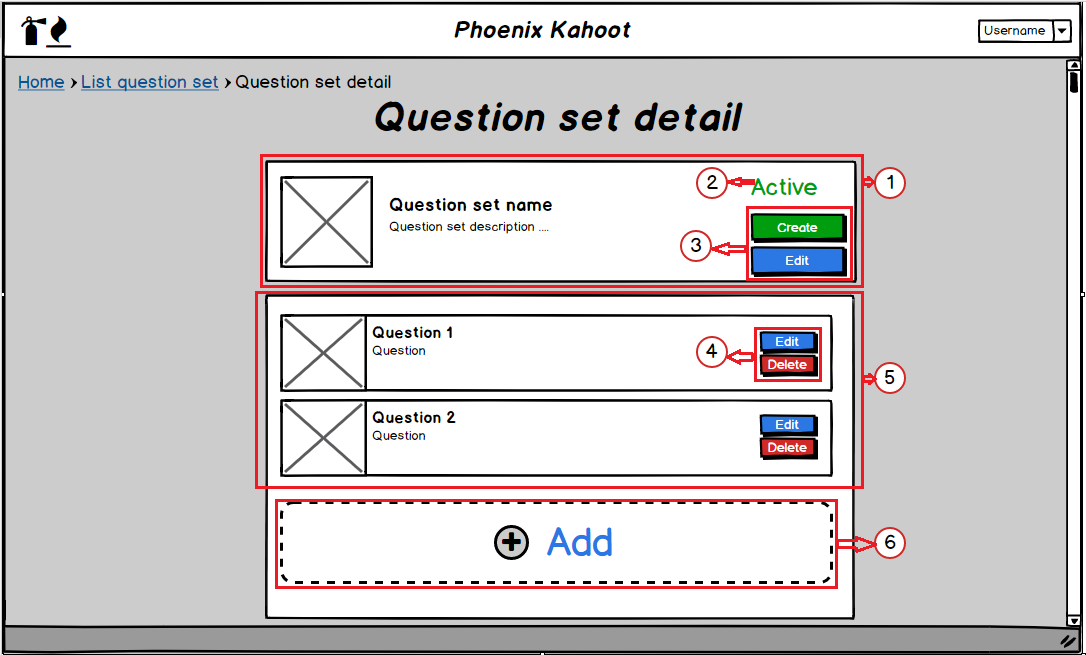 Phoenix Kahoot
Username
Home › List question set › Question set detail
Question set detail
2
Active
1
Question set name
Question set description ....
Create
3
Edit
Question 1
Question
4
Edit
Delete
5
Question 2
Question
Edit
Delete
Add
6